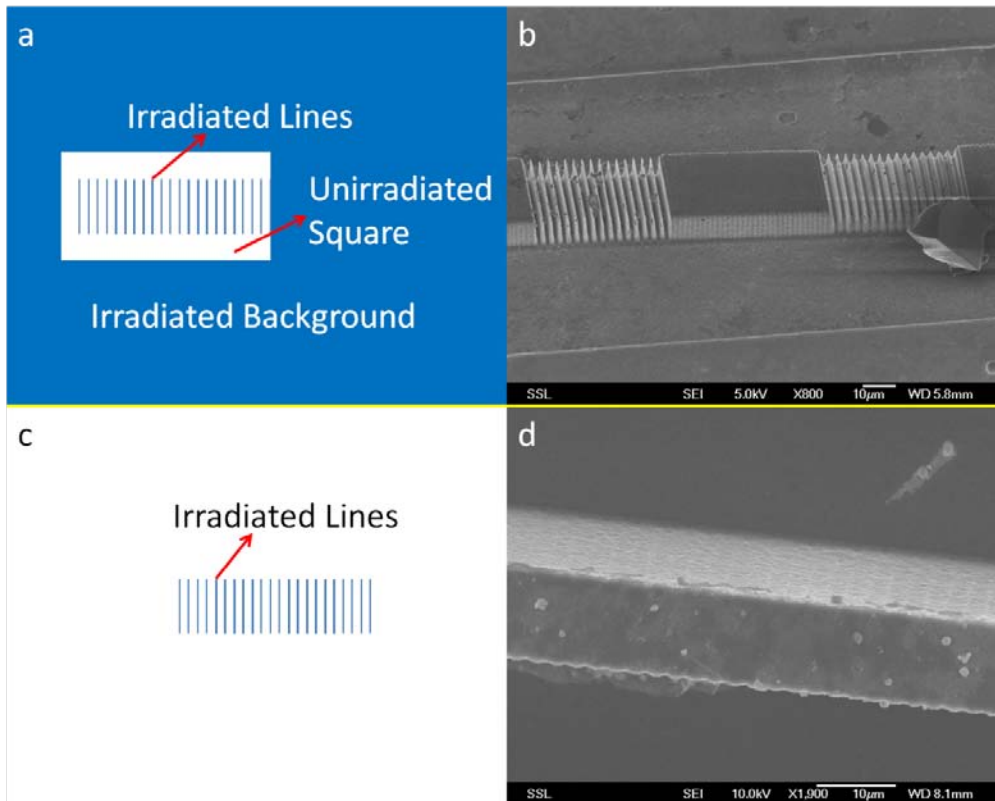 a
Irradiated Lines
Unirradiated
Square
Irradiated Background
b
SSL SEI 5.0kV X800 10µm WD 5.8mm
c
Irradiated Lines
d
SSL SEI 10.0kV X1,900 10µm WD 8.1mm